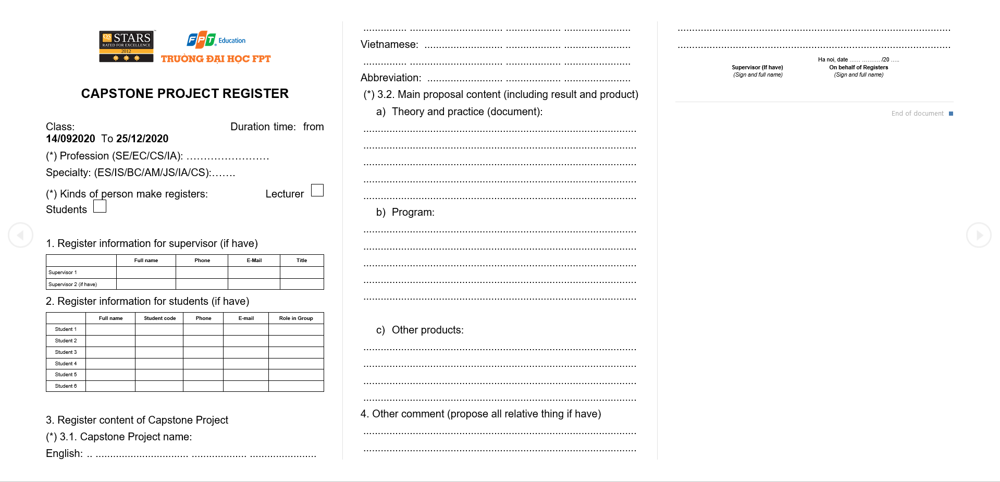 QS STARS
RATED FOR EXCELLENCE
2012
FPT Education
TRƯỜNG ĐẠI HỌC FPT
CAPSTONE PROJECT REGISTER
Class: Duration time: from
14/092020 To 25/12/2020
(*) Profession (SE/EC/CS/IA): ……………………
Specialty: (ES/IS/BC/AM/JS/IA/CS):…….
(*) Kinds of person make registers: Lecturer
Students
1. Register information for supervisor (if have)
Full name Phone E-Mail Title
Supervisor 1
Supervisor 2 (if have)
2. Register information for students (if have)
Full name Student code Phone E-mail Role in Group
Student 1
Student 2
Student 3
Student 4
Student 5
Student 6
3. Register content of Capstone Project
(*) 3.1. Capstone Project name:
English: .. ................................ ................... .......................
............... ................................ ................... .......................
Vietnamese: ........................... ................... .......................
............... ................................ ................... .......................
Abbreviation: .......................... ................... .......................
(*) 3.2. Main proposal content (including result and product)
a) Theory and practice (document):
..............................................................................................
..............................................................................................
..............................................................................................
..............................................................................................
..............................................................................................
b) Program:
..............................................................................................
..............................................................................................
..............................................................................................
..............................................................................................
..............................................................................................
c) Other products:
..............................................................................................
..............................................................................................
..............................................................................................
..............................................................................................
4. Other comment (propose all relative thing if have)
..............................................................................................
..............................................................................................
..............................................................................................
..............................................................................................
Ha noi, date ...... .......... /20 .....
Supervisor (If have) On behalf of Registers
(Sign and full name) (Sign and full name)
End of document